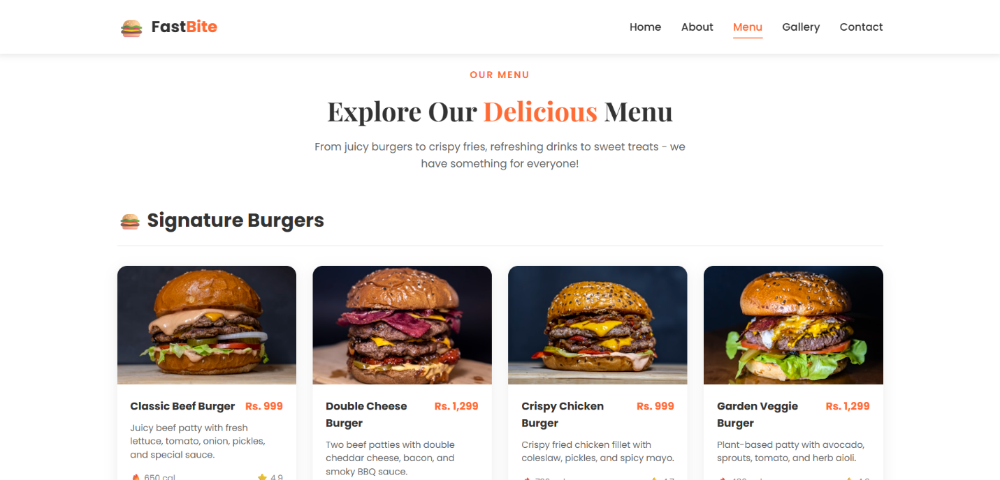 FastBite
Home About Menu Gallery Contact
OUR MENU
Explore Our Delicious Menu
From juicy burgers to crispy fries, refreshing drinks to sweet treats - we
have something for everyone!
Signature Burgers
Classic Beef Burger Rs. 999
Juicy beef patty with fresh
lettuce, tomato, onion, pickles,
and special sauce.
650 cal 4.9
Double Cheese Rs. 1,299
Burger
Two beef patties with double
cheddar cheese, bacon, and
smoky BBQ sauce.
Crispy Chicken Rs. 999
Burger
Crispy fried chicken fillet with
coleslaw, pickles, and spicy mayo.
Garden Veggie Rs. 1,299
Burger
Plant-based patty with avocado,
sprouts, tomato, and herb aioli.